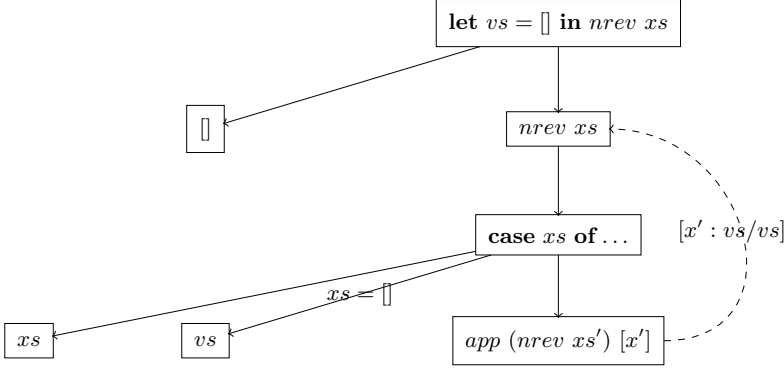 let vs = [] in nrev xs
[]
nrev xs
case xs of ...
[x' : vs/vs]
xs = []
xs
vs
app (nrev xs') [x']